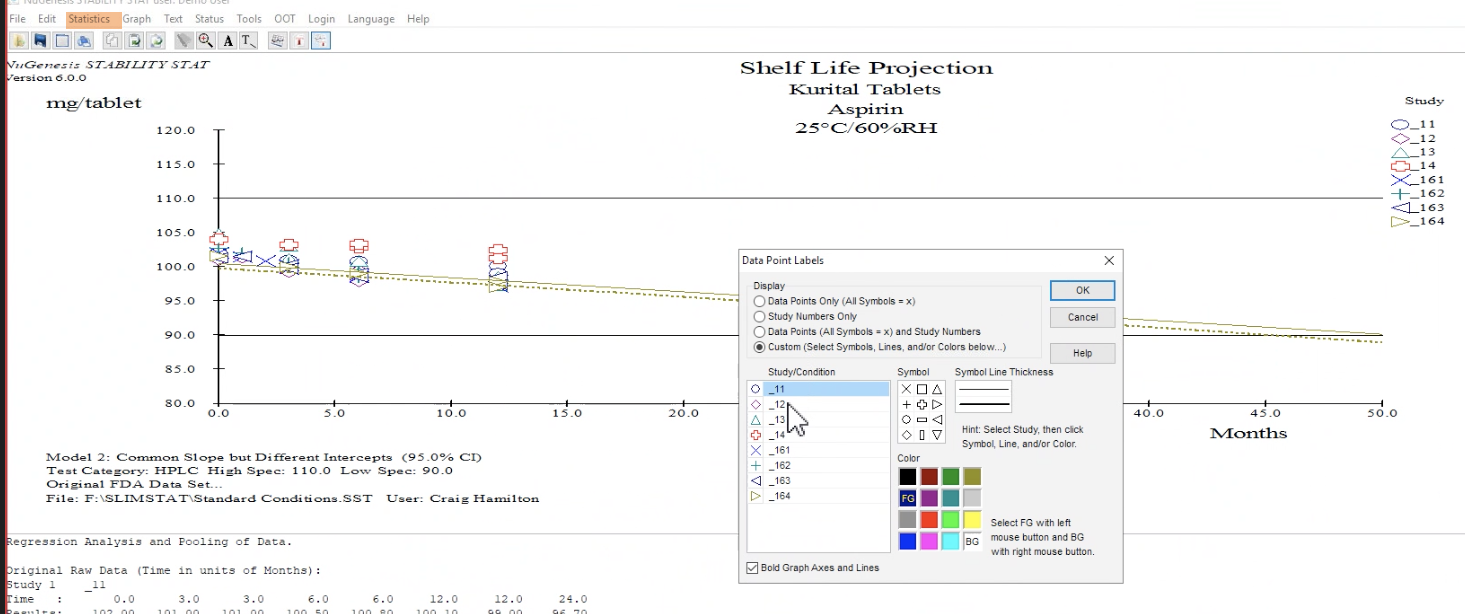 NuGenesis STABILITY STAT User: Demo User
File Edit Statistics Graph Text Status Tools OOT Login Language Help
NuGenesis STABILITY STAT
Version 6.0.0
Shelf Life Projection
Kurital Tablets
Aspirin
25°C/60%RH
mg/tablet
Study
_11
_12
_13
_14
_161
_162
_163
_164
120.0
115.0
110.0
105.0
100.0
95.0
90.0
85.0
80.0
0.0 5.0 10.0 15.0 20.0 40.0 45.0 50.0
Months
Data Point Labels
Display
Data Points Only (All Symbols = x)
Study Numbers Only
Data Points (All Symbols = x) and Study Numbers
Custom (Select Symbols, Lines, and/or Colors below...)
OK
Cancel
Help
Study/Condition
_11
_12
_13
_14
_161
_162
_163
_164
Symbol
Symbol Line Thickness
Hint: Select Study, then click
Symbol, Line, and/or Color.
Color
FG
BG
Select FG with left
mouse button and BG
with right mouse button.
Bold Graph Axes and Lines
Model 2: Common Slope but Different Intercepts (95.0% CI)
Test Category: HPLC High Spec: 110.0 Low Spec: 90.0
Original FDA Data Set...
File: F:\SLIMSTAT\Standard Conditions.SST User: Craig Hamilton
Regression Analysis and Pooling of Data.
Original Raw Data (Time in units of Months):
Study 1 _11
Time : 0.0 3.0 3.0 6.0 6.0 12.0 12.0 24.0
Results: 102.00 101.00 101.00 100.50 100.80 100.10 99.00 96.70